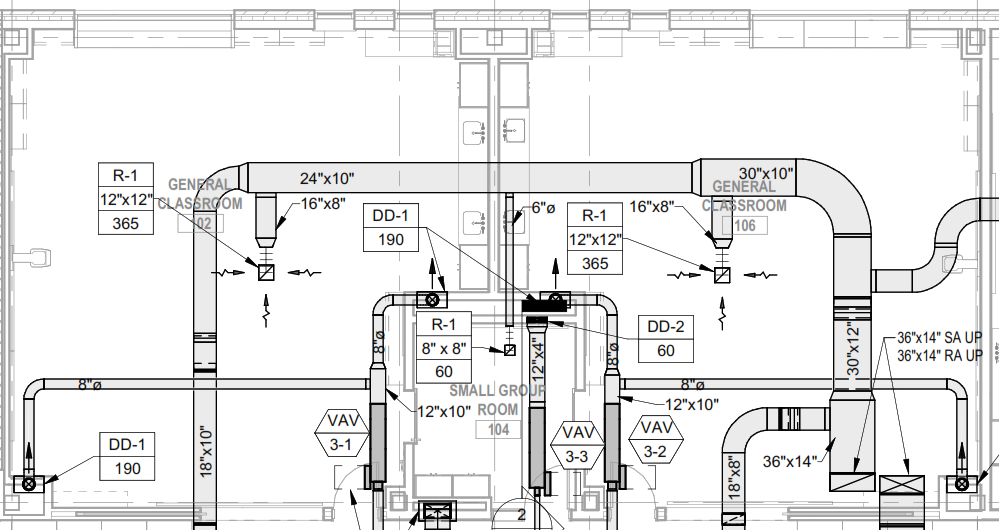 R-1
12"x12"
365
GENERAL
CLASSROOM
02
24"x10"
16"x8"
DD-1
190
6"ø
R-1
12"x12"
365
16"x8"
30"x10"
GENERAL
CLASSROOM
106
R-1
8" x 8"
60
8"ø
12"x4"
8"ø
DD-2
60
30"x12"
36"x14" SA UP
36"x14" RA UP
8"ø
12"x10"
SMALL GROUP
ROOM
104
8"ø
12"x10"
VAV
3-1
VAV
3-3
VAV
3-2
DD-1
190
18"x10"
36"x14"
18"x8"
2